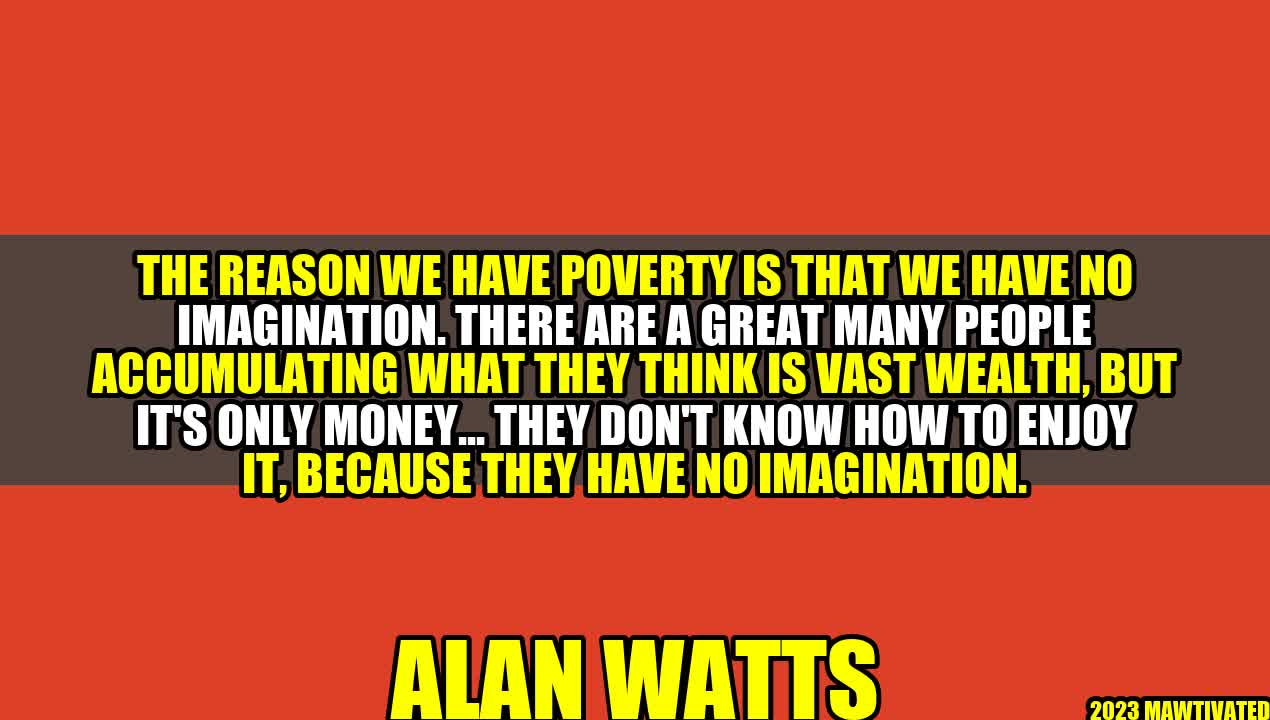 THE REASON WE HAVE POVERTY IS THAT WE HAVE NO
IMAGINATION. THERE ARE A GREAT MANY PEOPLE
ACCUMULATING WHAT THEY THINK IS VAST WEALTH, BUT
IT'S ONLY MONEY... THEY DON'T KNOW HOW TO ENJOY
IT, BECAUSE THEY HAVE NO IMAGINATION.
ALAN WATTS
2023 MAWTIVATED